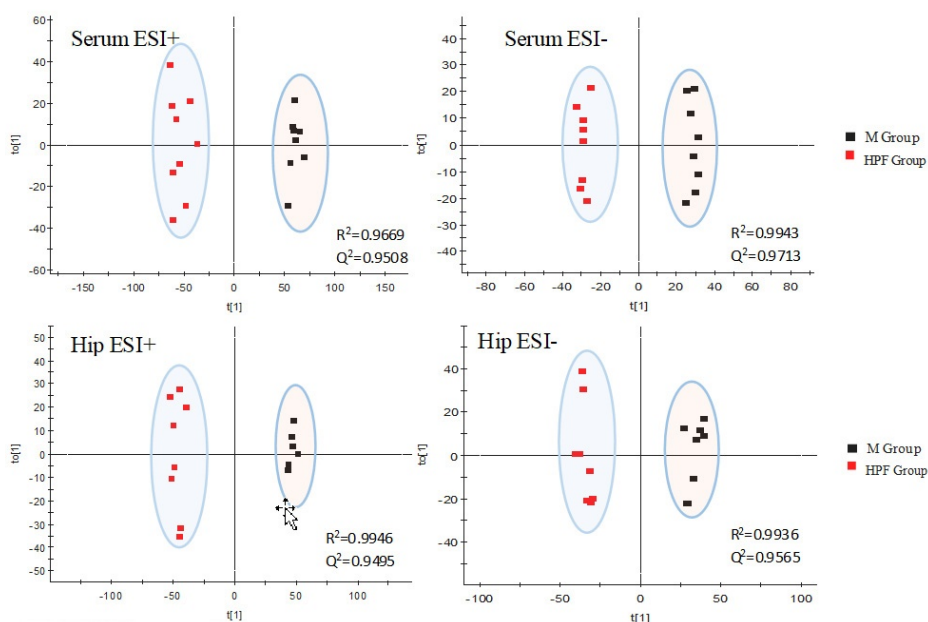 Serum ESI+
60
40
20
0
-20
-40
-60
to[1]
R²=0.9669
Q²=0.9508
-150 -100 -50 0 50 100 150
t[1]
Serum ESI-
40
30
20
10
0
-10
-20
-30
-40
to[1]
R²=0.9943
Q²=0.9713
-80 -60 -40 -20 0 20 40 60 80
t[1]
M Group
HPF Group
Hip ESI+
50
40
30
20
10
0
-10
-20
-30
-40
-50
to[1]
R²=0.9946
Q²=0.9495
-100 -50 0 50 100
t[1]
Hip ESI-
40
20
0
-20
-40
to[1]
R²=0.9936
Q²=0.9565
-100 -50 0 50 100
t[1]
M Group
HPF Group